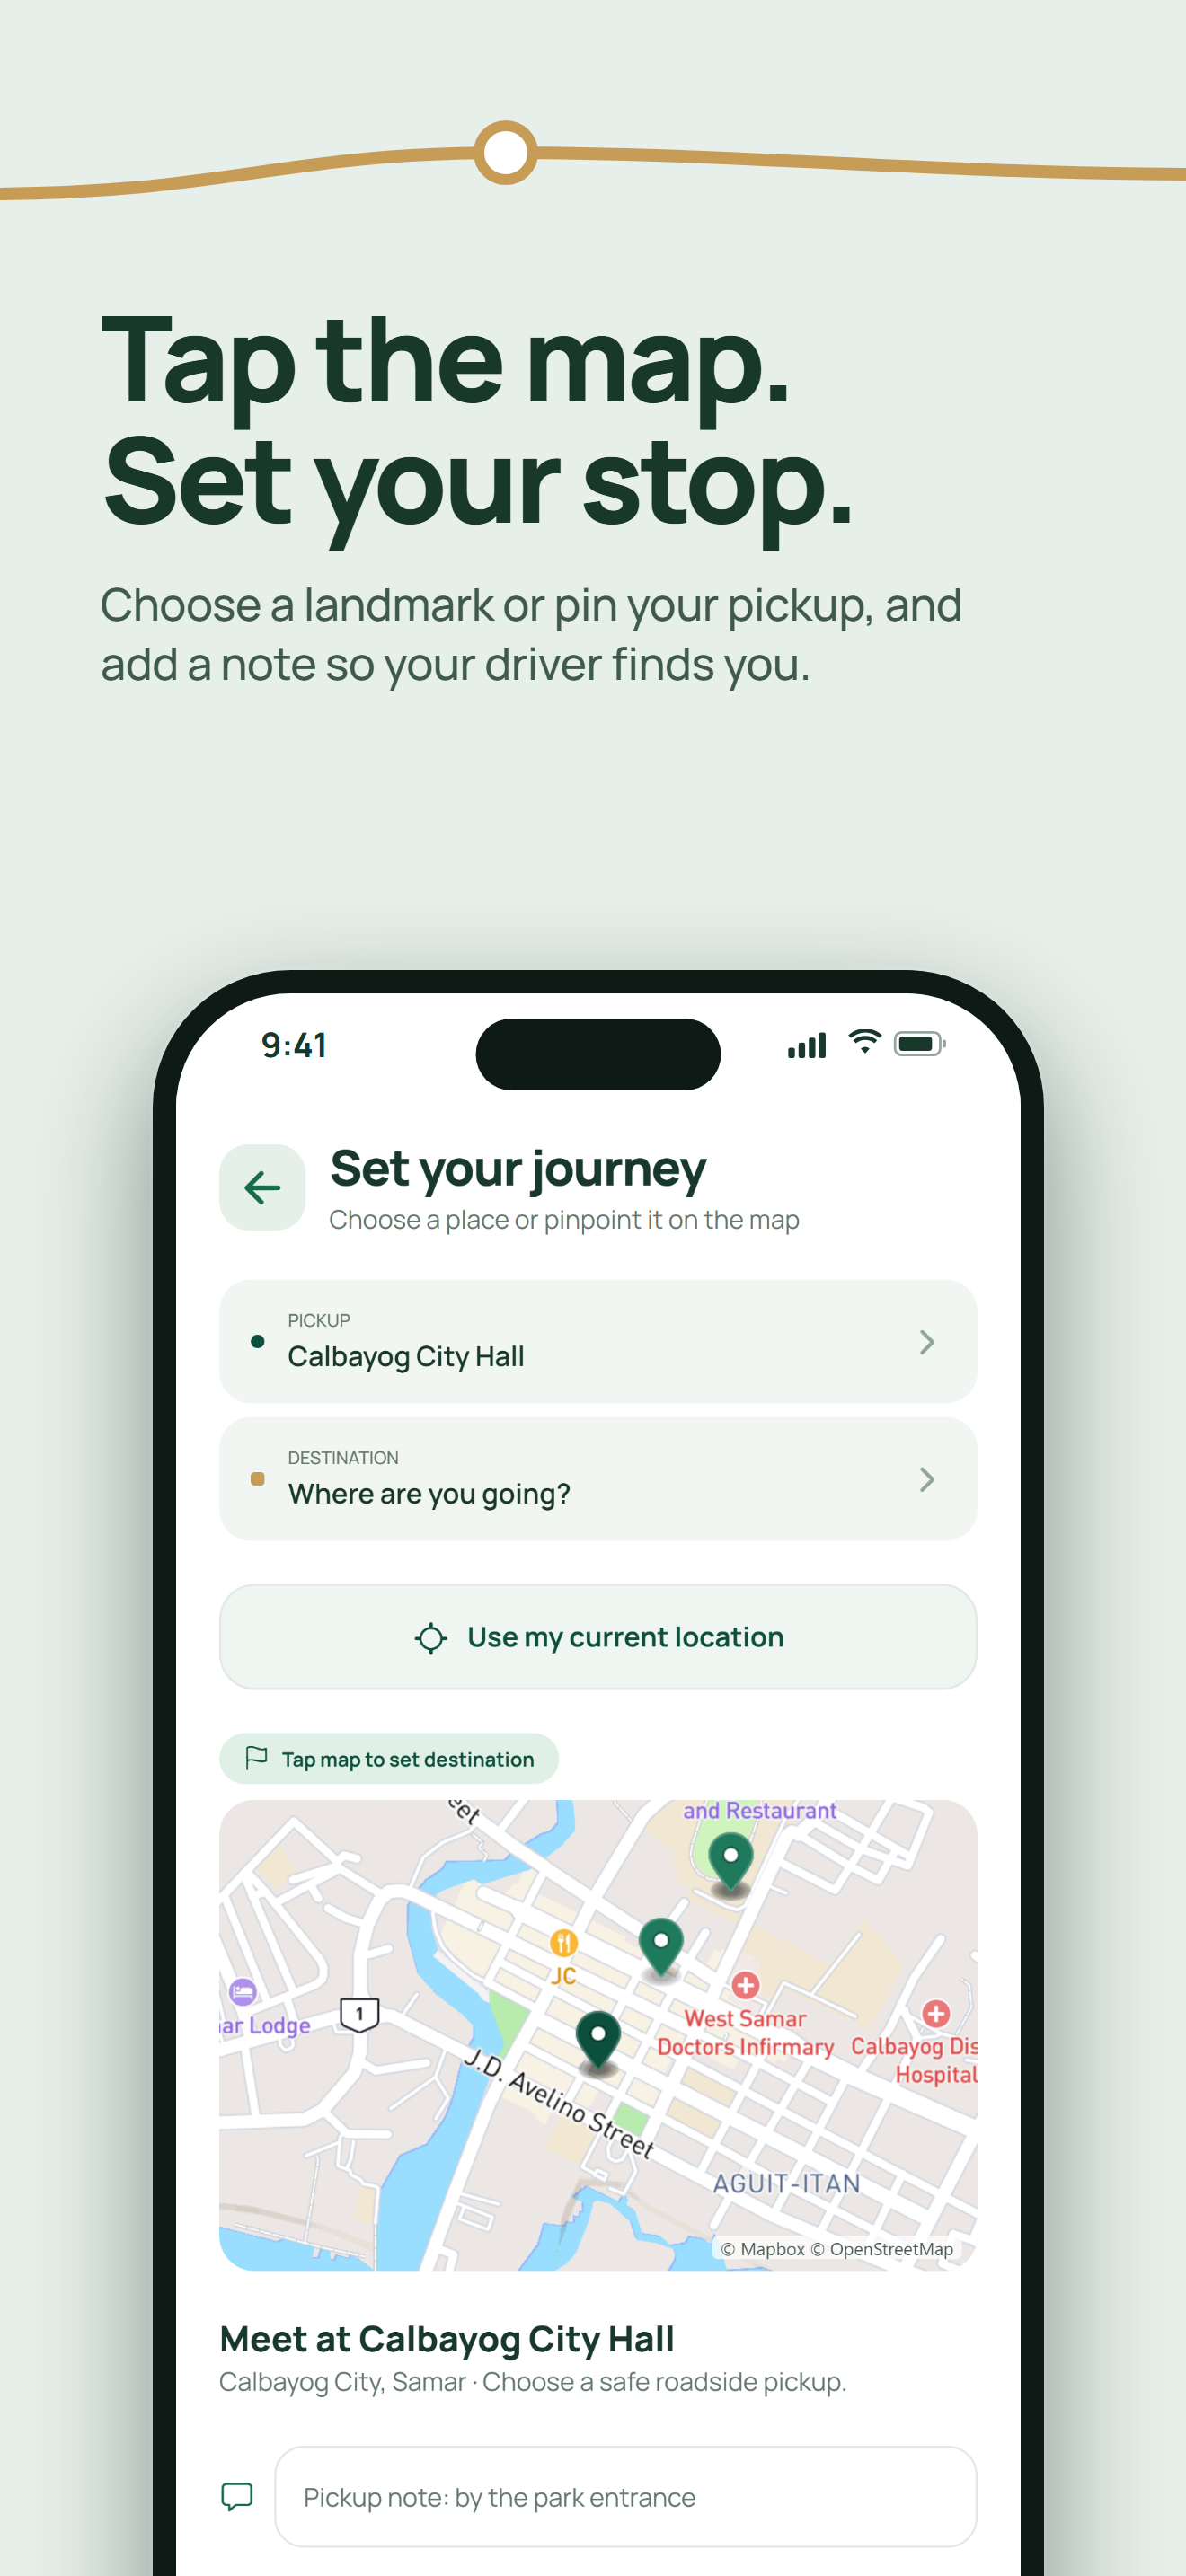 Tap the map.
Set your stop.
Choose a landmark or pin your pickup, and
add a note so your driver finds you.
9:41
Set your journey
Choose a place or pinpoint it on the map
PICKUP
Calbayog City Hall
DESTINATION
Where are you going?
Use my current location
Tap map to set destination
eet
and Restaurant
JC
ar Lodge
1
West Samar
Doctors Infirmary
Calbayog Dis
Hospital
J.D. Avelino Street
AGUIT-ITAN
© Mapbox © OpenStreetMap
Meet at Calbayog City Hall
Calbayog City, Samar · Choose a safe roadside pickup.
Pickup note: by the park entrance